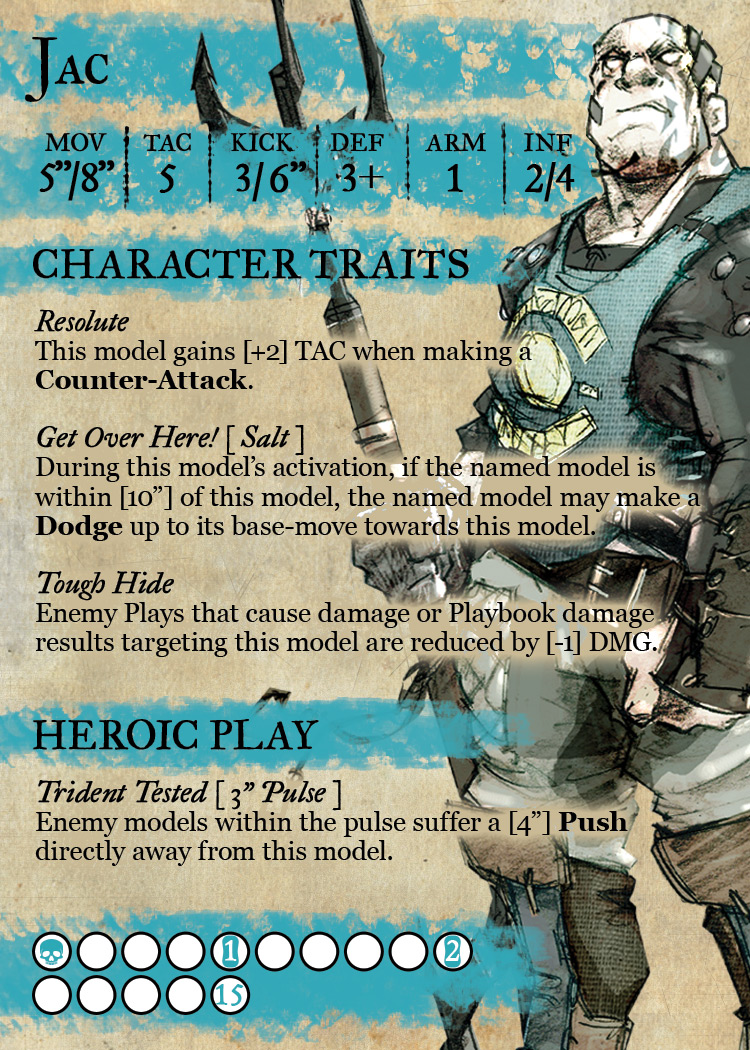 Jac
MOV TAC KICK DEF ARM INF
5”/8” 5 3/6” 3+ 1 2/4
CHARACTER TRAITS
Resolute
This model gains [+2] TAC when making a
Counter-Attack.
Get Over Here! [ Salt ]
During this model’s activation, if the named model is
within [10”] of this model, the named model may make a
Dodge up to its base-move towards this model.
Tough Hide
Enemy Plays that cause damage or Playbook damage
results targeting this model are reduced by [-1] DMG.
HEROIC PLAY
Trident Tested [ 3” Pulse ]
Enemy models within the pulse suffer a [4”] Push
directly away from this model.
1 2
15